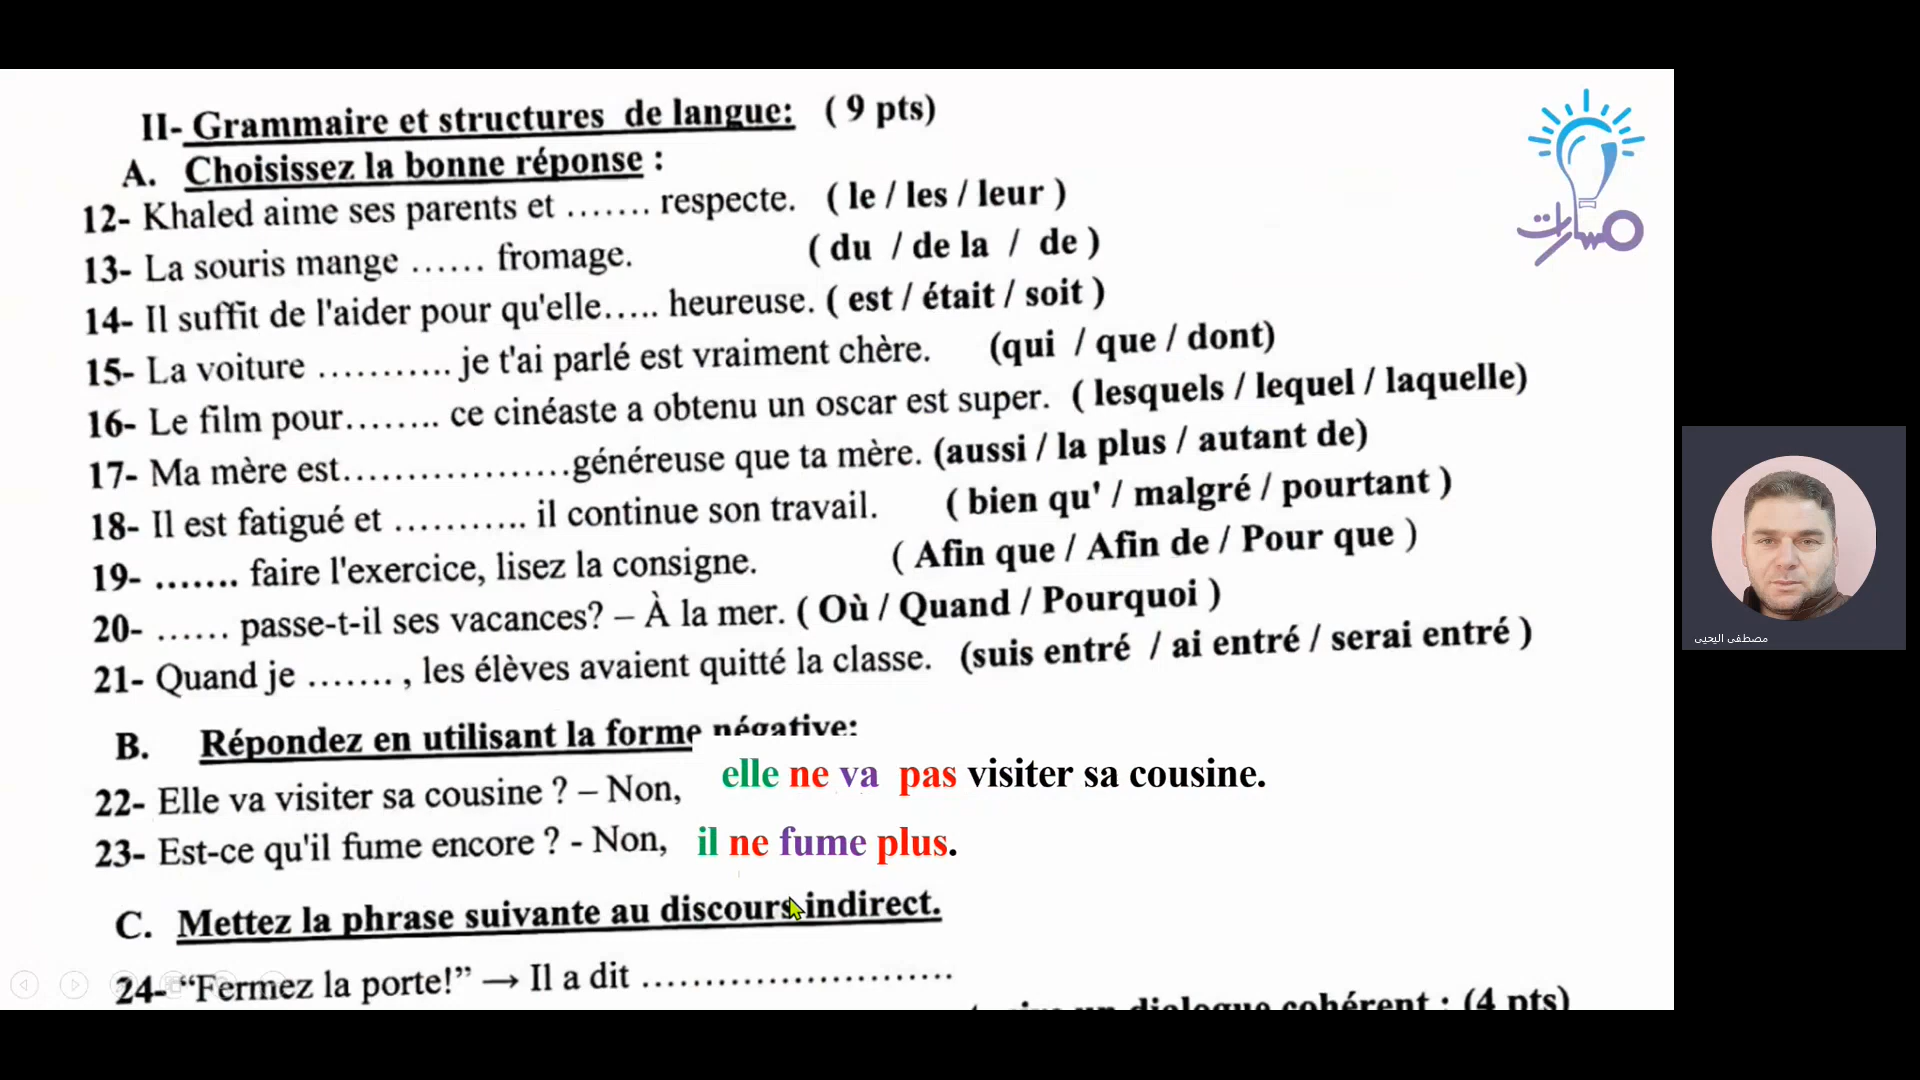 II- Grammaire et structures de langue: ( 9 pts)
A. Choisissez la bonne réponse :
12- Khaled aime ses parents et ....... respecte. ( le / les / leur )
13- La souris mange ...... fromage. ( du / de la / de )
14- Il suffit de l'aider pour qu'elle..... heureuse. ( est / était / soit )
15- La voiture ........... je t'ai parlé est vraiment chère. (qui / que / dont)
16- Le film pour........ ce cinéaste a obtenu un oscar est super. ( lesquels / lequel / laquelle)
17- Ma mère est...................généreuse que ta mère. (aussi / la plus / autant de)
18- Il est fatigué et ........... il continue son travail. ( bien qu' / malgré / pourtant )
19- ....... faire l'exercice, lisez la consigne. ( Afin que / Afin de / Pour que )
20- ...... passe-t-il ses vacances? – À la mer. ( Où / Quand / Pourquoi )
21- Quand je ....... , les élèves avaient quitté la classe. (suis entré / ai entré / serai entré )
B. Répondez en utilisant la forme négative:
22- Elle va visiter sa cousine ? – Non, elle ne va pas visiter sa cousine.
23- Est-ce qu'il fume encore ? - Non, il ne fume plus.
C. Mettez la phrase suivante au discours indirect.
24- “Fermez la porte!” → Il a dit ..........................
un dialogue cohérent : (4 pts)
مسارات
مصطفى اليحيى